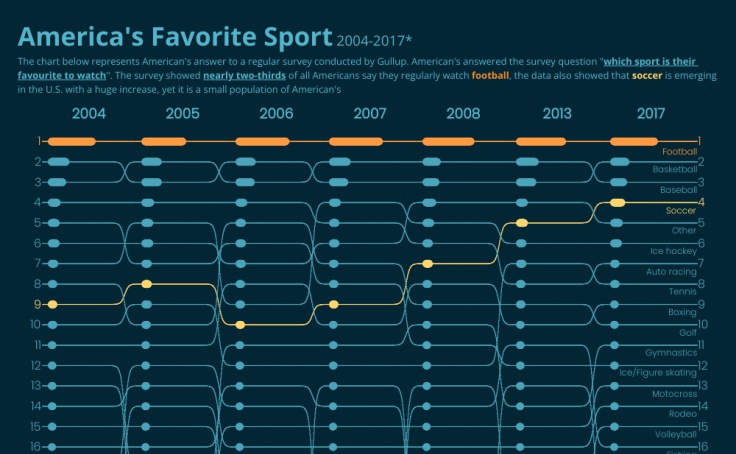 America's Favorite Sport 2004-2017*
The chart below represents American's answer to a regular survey conducted by Gullup. American's answered the survey question "which sport is their
favourite to watch". The survey showed nearly two-thirds of all Americans say they regularly watch football, the data also showed that soccer is emerging
in the U.S. with a huge increase, yet it is a small population of American's
2004 2005 2006 2007 2008 2013 2017
1 1
Football
2 2
Basketball
3 3
Baseball
4 4
Soccer
5 5
Other
6 6
Ice hockey
7 7
Auto racing
8 8
Tennis
9 9
Boxing
10 10
Golf
11 11
Gymnastics
12 12
Ice/Figure skating
13 13
Motocross
14 14
Rodeo
15 15
Volleyball
16 16